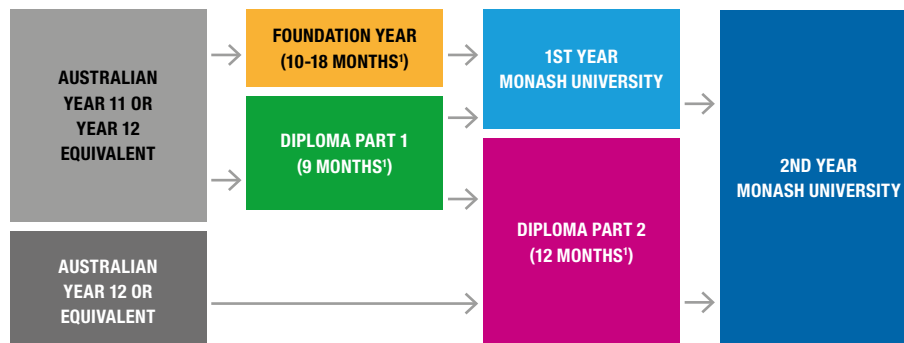 AUSTRALIAN
YEAR 11 OR
YEAR 12
EQUIVALENT
FOUNDATION YEAR
(10-18 MONTHS¹)
DIPLOMA PART 1
(9 MONTHS¹)
1ST YEAR
MONASH UNIVERSITY
2ND YEAR
MONASH UNIVERSITY
AUSTRALIAN
YEAR 12 OR
EQUIVALENT
DIPLOMA PART 2
(12 MONTHS¹)